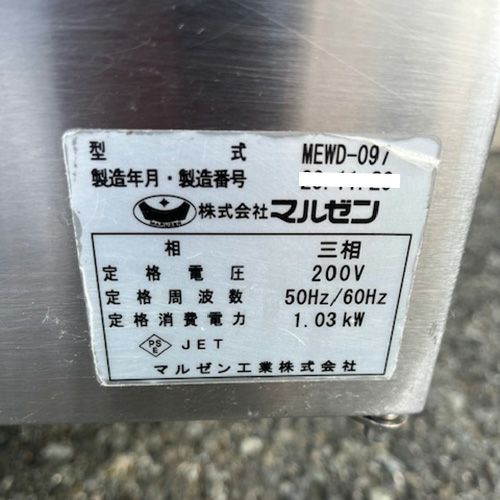 型 式 MEWD-097
製造年月・製造番号
MARUZEN 株式会社マルゼン
相 三相
定格電圧 200V
定格周波数 50Hz/60Hz
定格消費電力 1.03kW
PSE JET
マルゼン工業株式会社